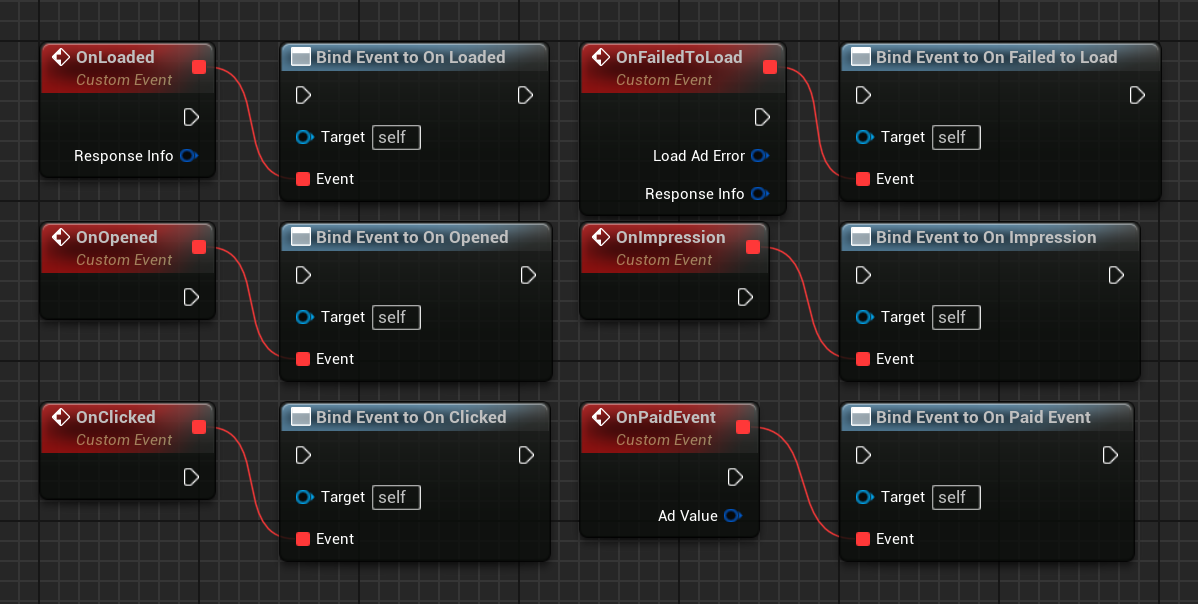 OnLoaded
Custom Event
Response Info
Bind Event to On Loaded
Target self
Event
OnFailedToLoad
Custom Event
Load Ad Error
Response Info
Bind Event to On Failed to Load
Target self
Event
OnOpened
Custom Event
Bind Event to On Opened
Target self
Event
OnImpression
Custom Event
Bind Event to On Impression
Target self
Event
OnClicked
Custom Event
Bind Event to On Clicked
Target self
Event
OnPaidEvent
Custom Event
Ad Value
Bind Event to On Paid Event
Target self
Event